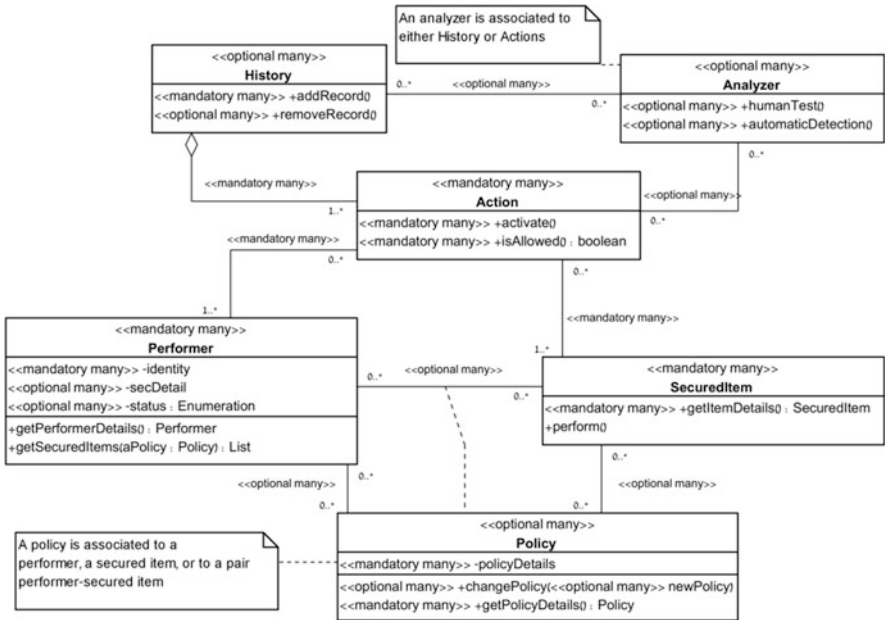 An analyzer is associated to
either History or Actions
<<optional many>>
History
<<mandatory many>> +addRecord()
<<optional many>> +removeRecord()
0..*
<<optional many>>
0..*
<<optional many>>
Analyzer
<<optional many>> +humanTest()
<<optional many>> +automaticDetection()
0..*
<<mandatory many>>
1..*
<<mandatory many>>
Action
<<mandatory many>> +activate()
<<mandatory many>> +isAllowed() : boolean
<<optional many>>
0..*
<<mandatory many>>
0..*
0..*
1..*
<<mandatory many>>
1..*
<<mandatory many>>
Performer
<<mandatory many>> -identity
<<optional many>> -secDetail
<<optional many>> -status : Enumeration
+getPerformerDetails() : Performer
+getSecuredItems(aPolicy : Policy) : List
<<optional many>>
0..*
0..*
<<mandatory many>>
SecuredItem
<<mandatory many>> +getItemDetails() : SecuredItem
+perform()
0..*
<<optional many>>
0..*
0..*
<<optional many>>
0..*
A policy is associated to a
performer, a secured item, or to a pair
performer-secured item
<<optional many>>
Policy
<<mandatory many>> -policyDetails
<<optional many>> +changePolicy(<<optional many>> newPolicy)
<<mandatory many>> +getPolicyDetails() : Policy